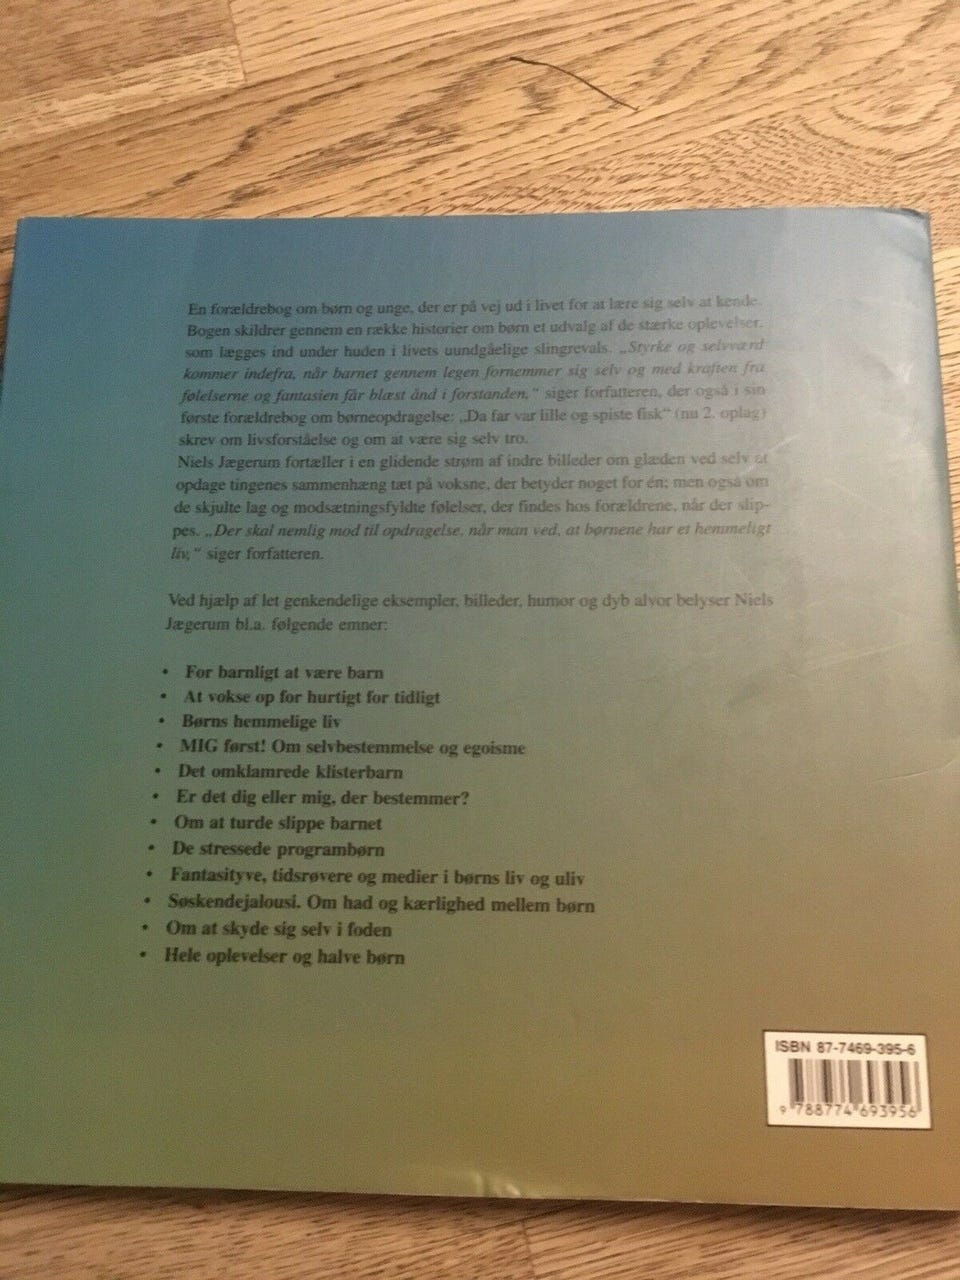 En forældrebog om børn og unge, der er på vej ud i livet for at lære sig selv at kende.
Bogen skildrer gennem en række historier om børn et udvalg af de stærke oplevelser,
som lægges ind under huden i livets uundgåelige slingrevals. „Styrke og selvværd
kommer indefra, når barnet gennem legen fornemmer sig selv og med kraften fra
følelserne og fantasien får blæst ånd i forstanden,“ siger forfatteren, der også i sin
første forældrebog om børneopdragelse: „Da far var lille og spiste fisk“ (nu 2. oplag)
skrev om livsforståelse og om at være sig selv tro.
Niels Jægerum fortæller i en glidende strøm af indre billeder om glæden ved selv at
opdage tingenes sammenhæng tæt på voksne, der betyder noget for én; men også om
de skjulte lag og modsætningsfyldte følelser, der findes hos forældrene, når der slip-
pes. „Der skal nemlig mod til opdragelse, når man ved, at børnene har et hemmeligt
liv,“ siger forfatteren.
Ved hjælp af let genkendelige eksempler, billeder, humor og dyb alvor belyser Niels
Jægerum bl.a. følgende emner:
• For barnligt at være barn
• At vokse op for hurtigt for tidligt
• Børns hemmelige liv
• MIG først! Om selvbestemmelse og egoisme
• Det omklamrede klisterbarn
• Er det dig eller mig, der bestemmer?
• Om at turde slippe barnet
• De stressede programbørn
• Fantasityve, tidsrøvere og medier i børns liv og uliv
• Søskendejalousi. Om had og kærlighed mellem børn
• Om at skyde sig selv i foden
• Hele oplevelser og halve børn
ISBN 87-7469-395-6
9 788774 693956